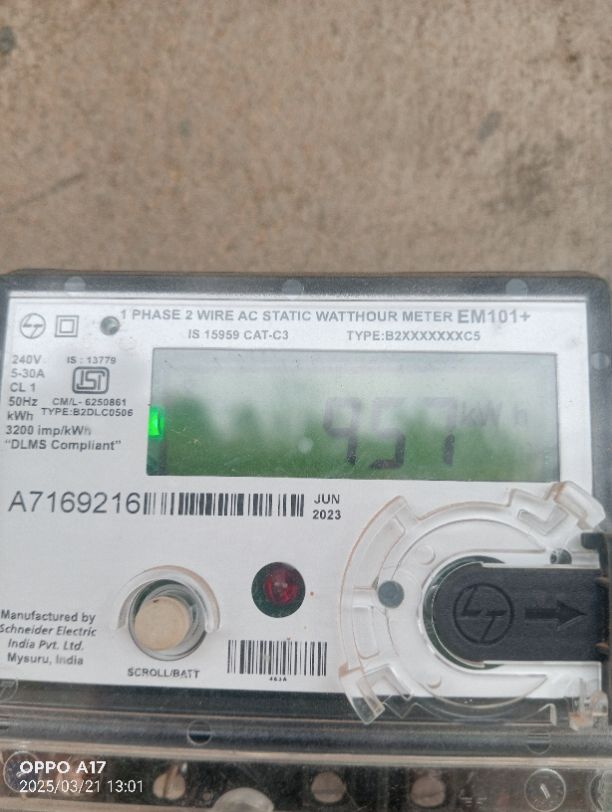 1 PHASE 2 WIRE AC STATIC WATTHOUR METER EM101+
IS 15959 CAT-C3 TYPE:B2XXXXXXXC5
240V IS : 13779
5-30A
CL 1
50Hz CM/L- 6250861
kWh TYPE:B2DLC0506
3200 imp/kWh
"DLMS Compliant"
957 kWh
A7169216
JUN
2023
Manufactured by
Schneider Electric
India Pvt. Ltd.
Mysuru, India
SCROLL/BATT
OPPO A17
2025/03/21 13:01